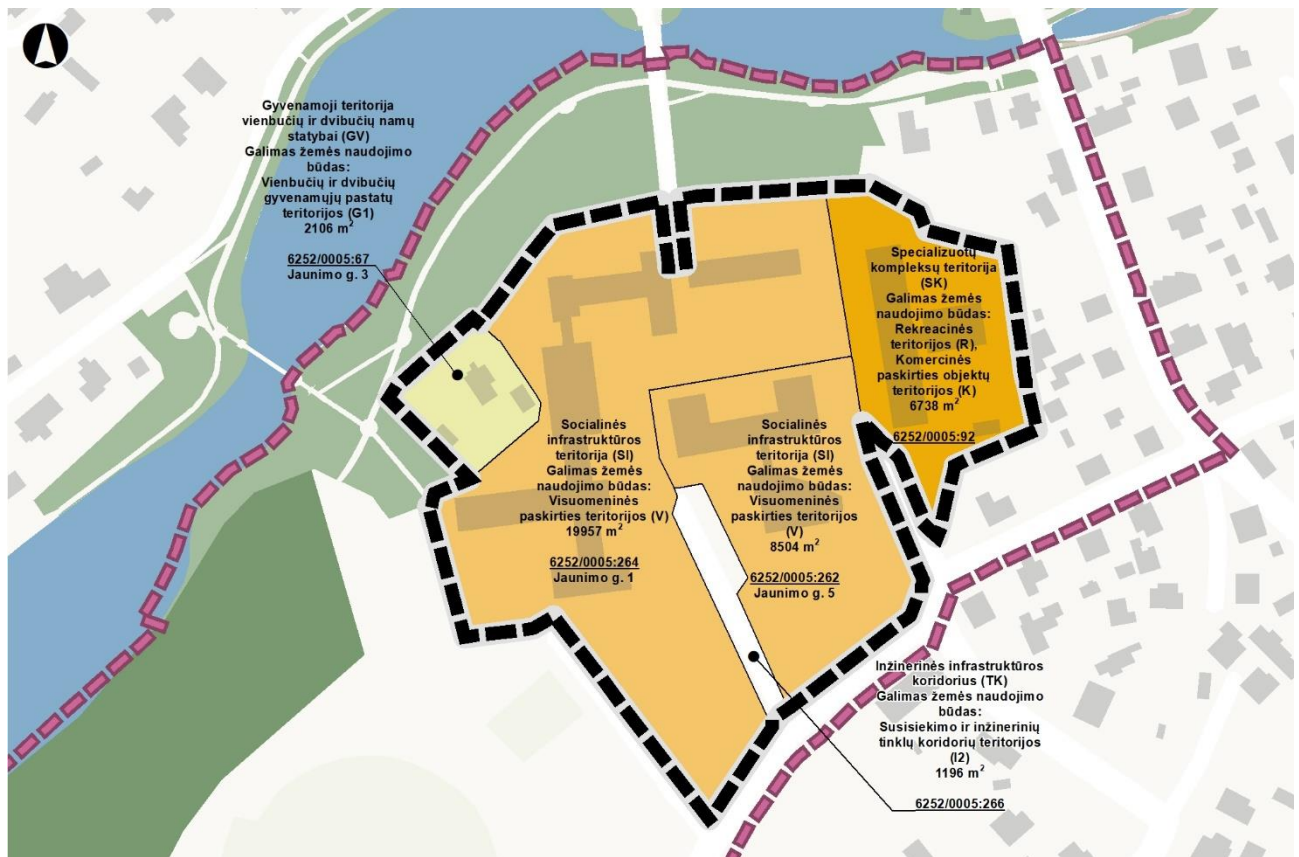 Gyvenamoji teritorija
vienbučių ir dvibučių namų
statybai (GV)
Galimas žemės naudojimo
būdas:
Vienbučių ir dvibučių
gyvenamųjų pastatų
teritorijos (G1)
2106 m²
6252/0005:67
Jaunimo g. 3
Specializuotų
kompleksų teritorija
(SK)
Galimas žemės
naudojimo būdas:
Rekreacinės
teritorijos (R),
Komercinės
paskirties objektų
teritorijos (K)
6738 m²
6252/0005:92
Socialinės
infrastruktūros
teritorija (SI)
Galimas žemės
naudojimo būdas:
Visuomeninės
paskirties teritorijos (V)
19957 m²
6252/0005:264
Jaunimo g. 1
Socialinės
infrastruktūros
teritorija (SI)
Galimas žemės
naudojimo būdas:
Visuomeninės
paskirties teritorijos
(V)
8504 m²
6252/0005:262
Jaunimo g. 5
Inžinerinės infrastruktūros
koridorius (TK)
Galimas žemės naudojimo
būdas:
Susisiekimo ir inžinerinių
tinklų koridorių teritorijos
(I2)
1196 m²
6252/0005:266